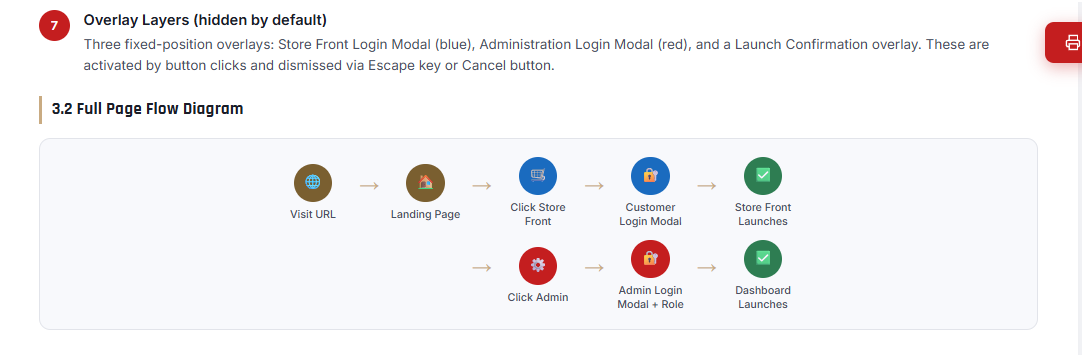 7
Overlay Layers (hidden by default)
Three fixed-position overlays: Store Front Login Modal (blue), Administration Login Modal (red), and a Launch Confirmation overlay. These are
activated by button clicks and dismissed via Escape key or Cancel button.
3.2 Full Page Flow Diagram
Visit URL
→
Landing Page
→
Click Store
Front
→
Customer
Login Modal
→
Store Front
Launches
→
Click Admin
→
Admin Login
Modal + Role
→
Dashboard
Launches